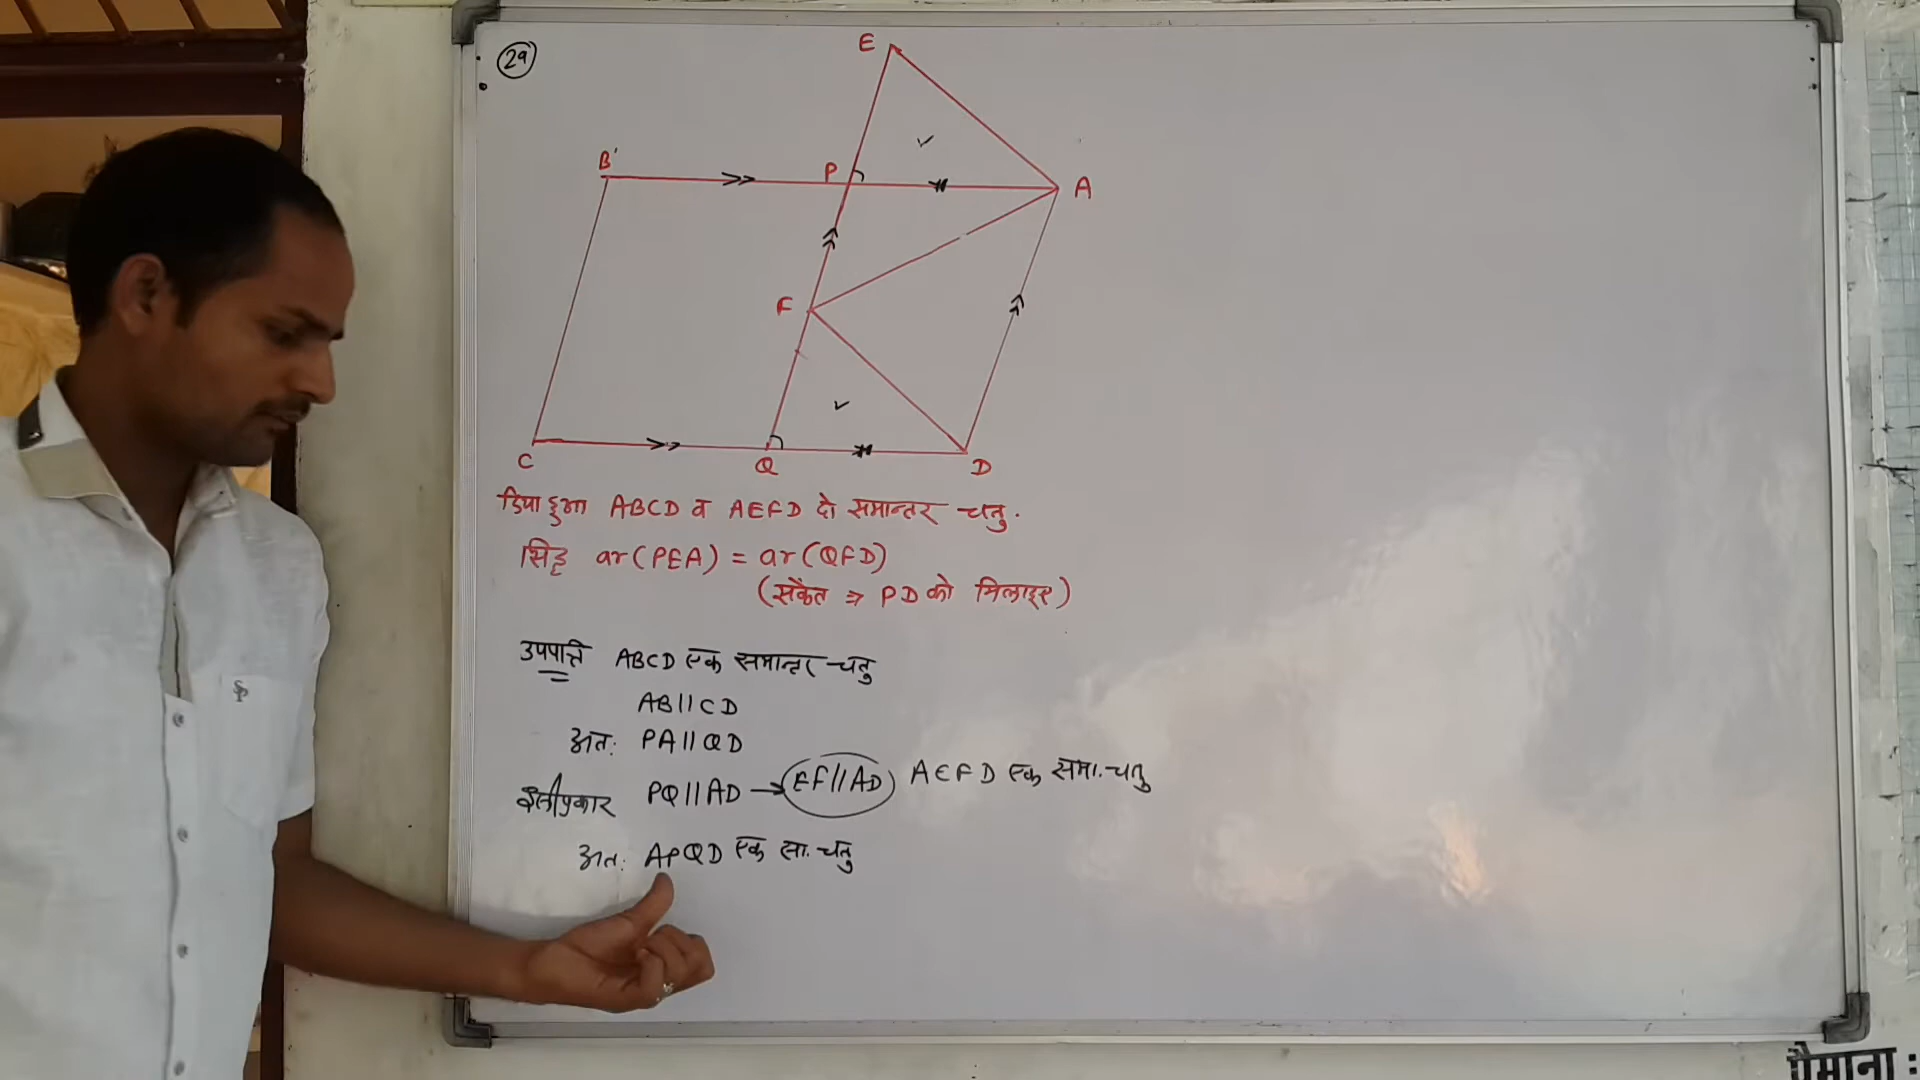 29
E
B'
P
A
F
C
Q
D
दिया हुआ ABCD व AEFD दो समान्तर चतु.
सिद्ध ar(PEA) = ar(QFD)
(संकेत ⇒ PD को मिलाइए)
उपपत्ति ABCD एक समान्तर चतु
AB||CD
अत: PA||QD
इसीप्रकार PQ||AD → EF||AD AEFD एक समा. चतु
अत: APQD एक सा. चतु
SP
पैमाना :